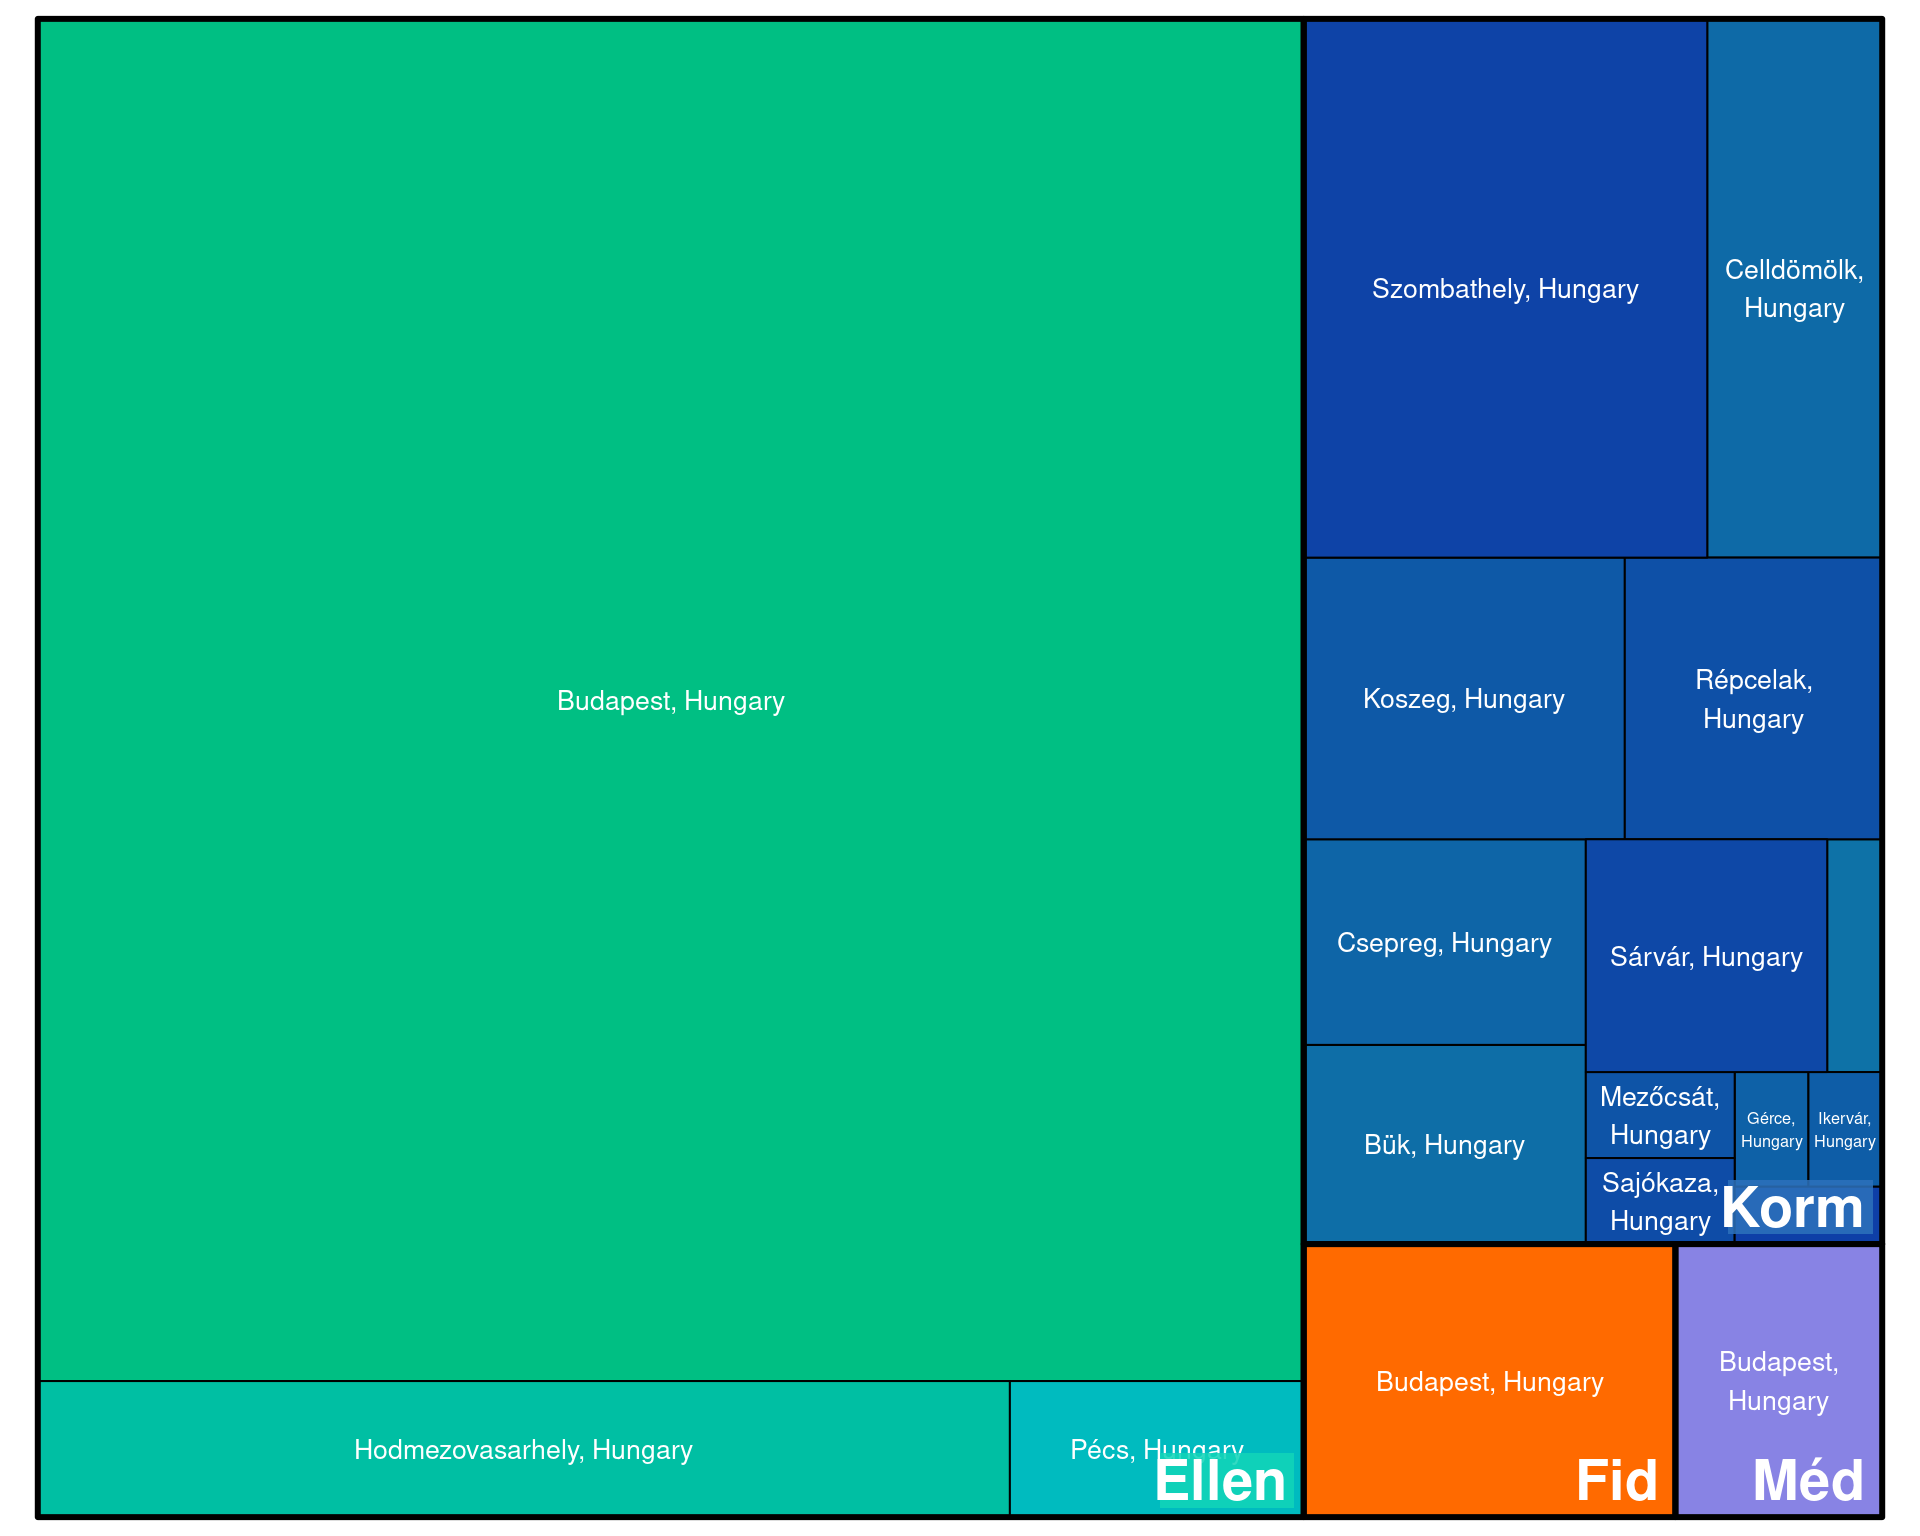 Budapest, Hungary
Hodmezovasarhely, Hungary
Pécs, Hungary
Ellen
Szombathely, Hungary
Celldömölk,
Hungary
Koszeg, Hungary
Répcelak,
Hungary
Csepreg, Hungary
Sárvár, Hungary
Bük, Hungary
Mezőcsát,
Hungary
Gérce,
Hungary
Ikervár,
Hungary
Sajókaza,
Hungary
Korm
Budapest, Hungary
Fid
Budapest,
Hungary
Méd